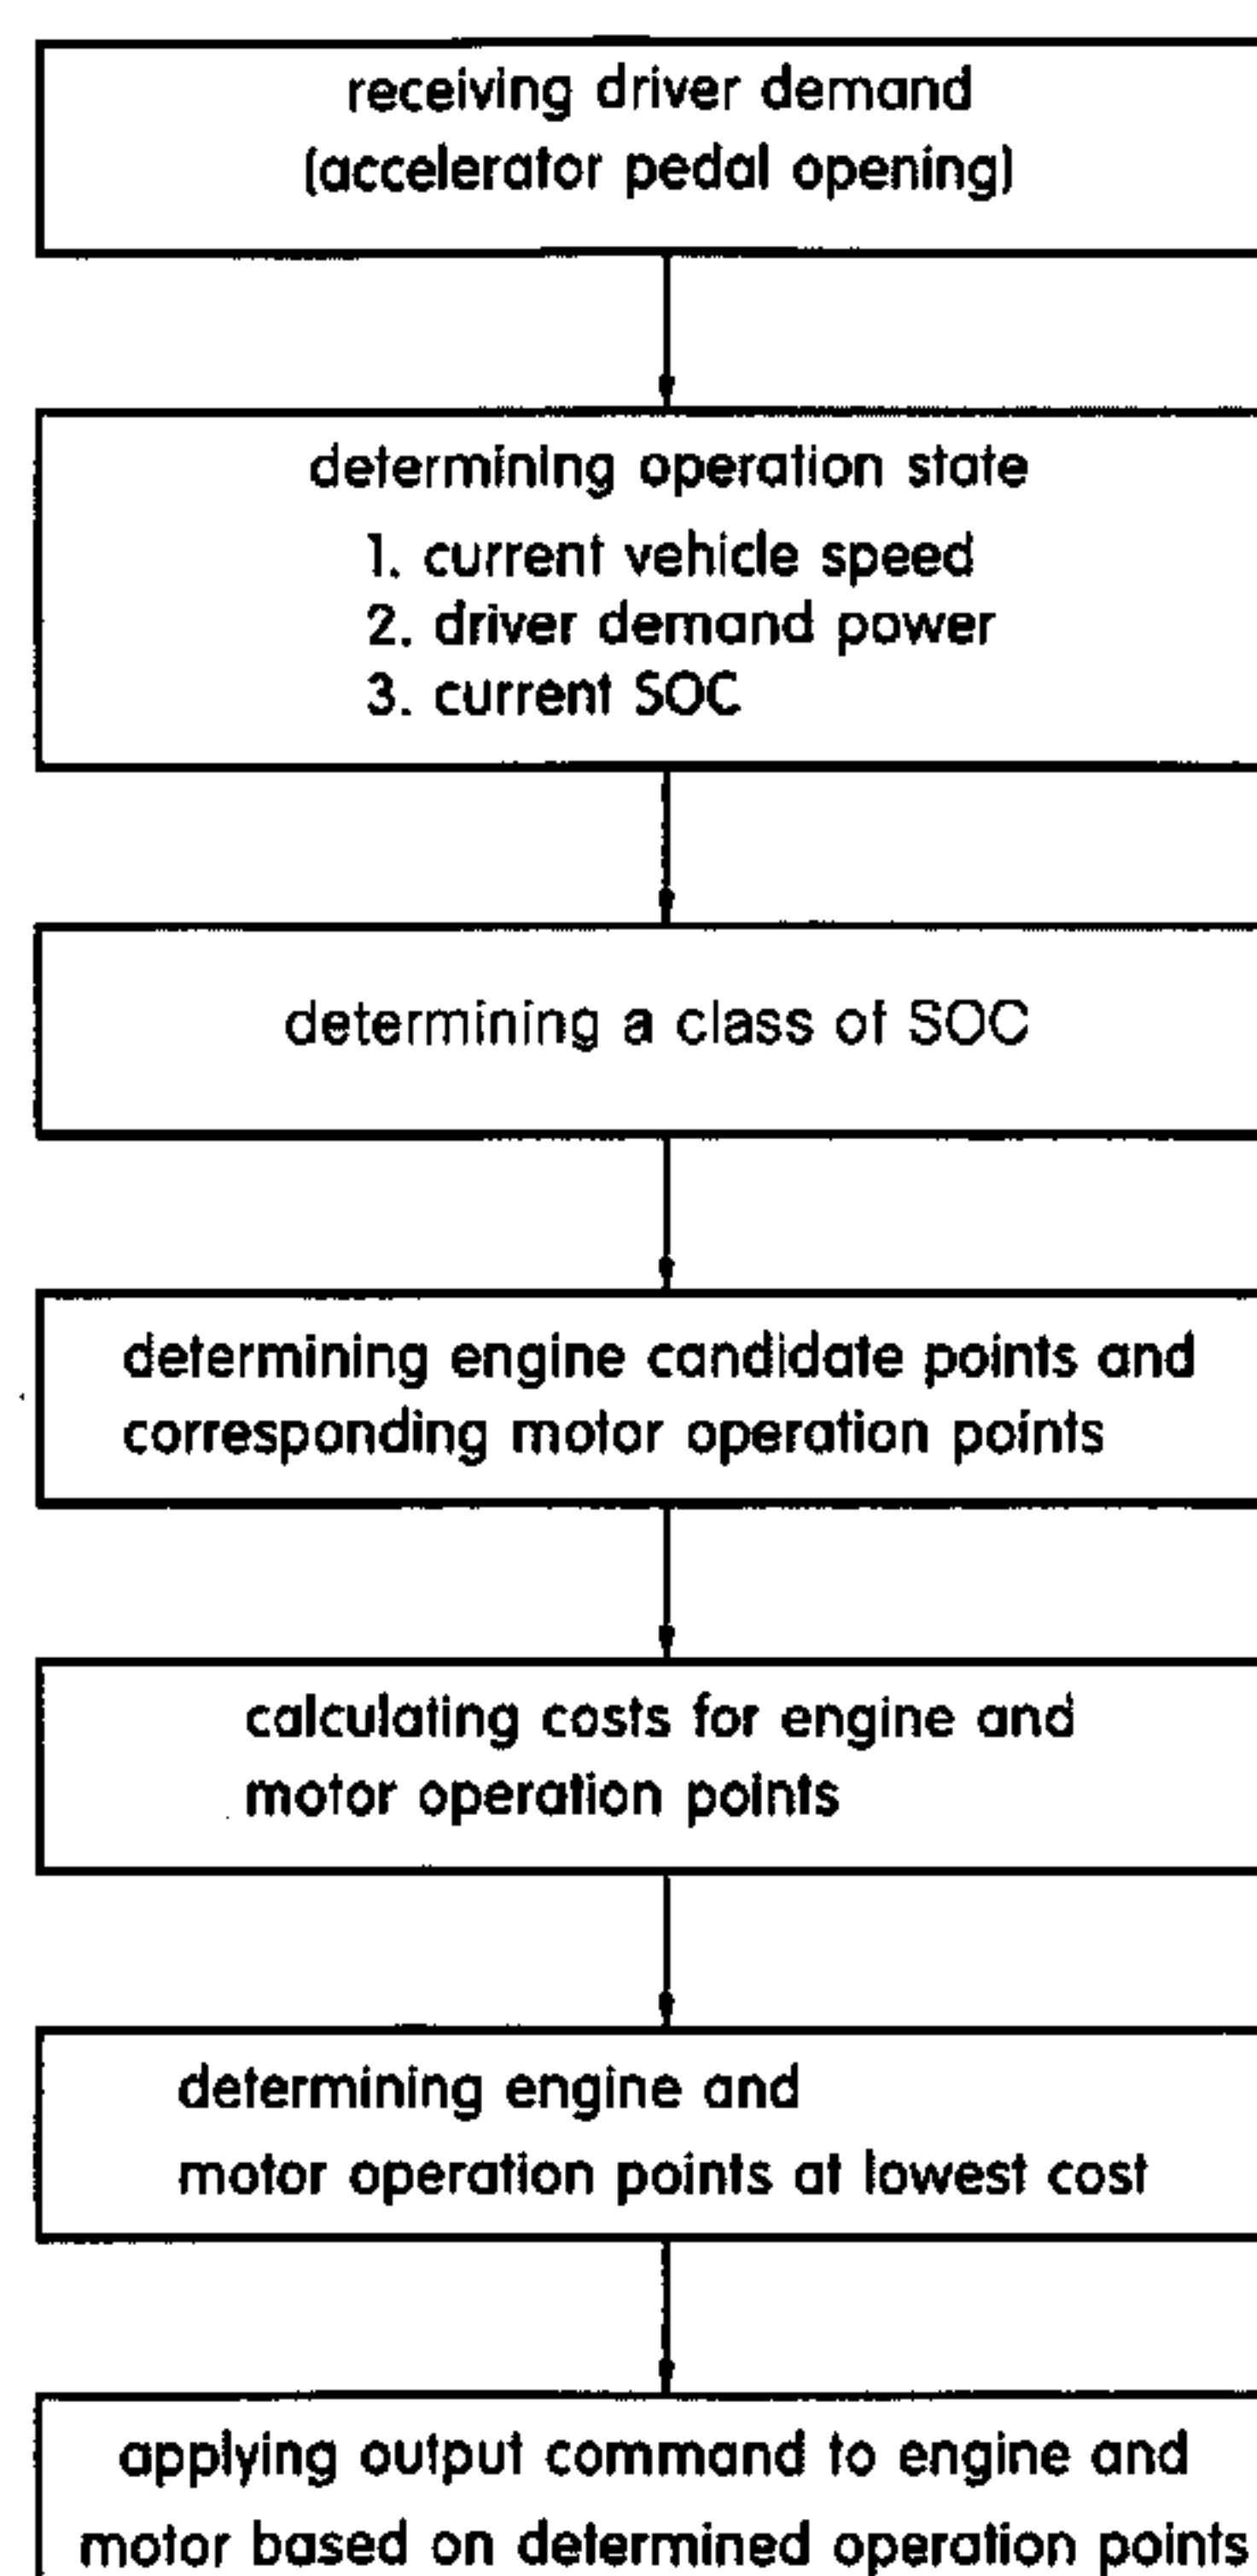 receiving driver demand
(accelerator pedal opening)
determining operation state
1. current vehicle speed
2. driver demand power
3. current SOC
determining a class of SOC
determining engine candidate points and
corresponding motor operation points
calculating costs for engine and
motor operation points
determining engine and
motor operation points at lowest cost
applying output command to engine and
motor based on determined operation points